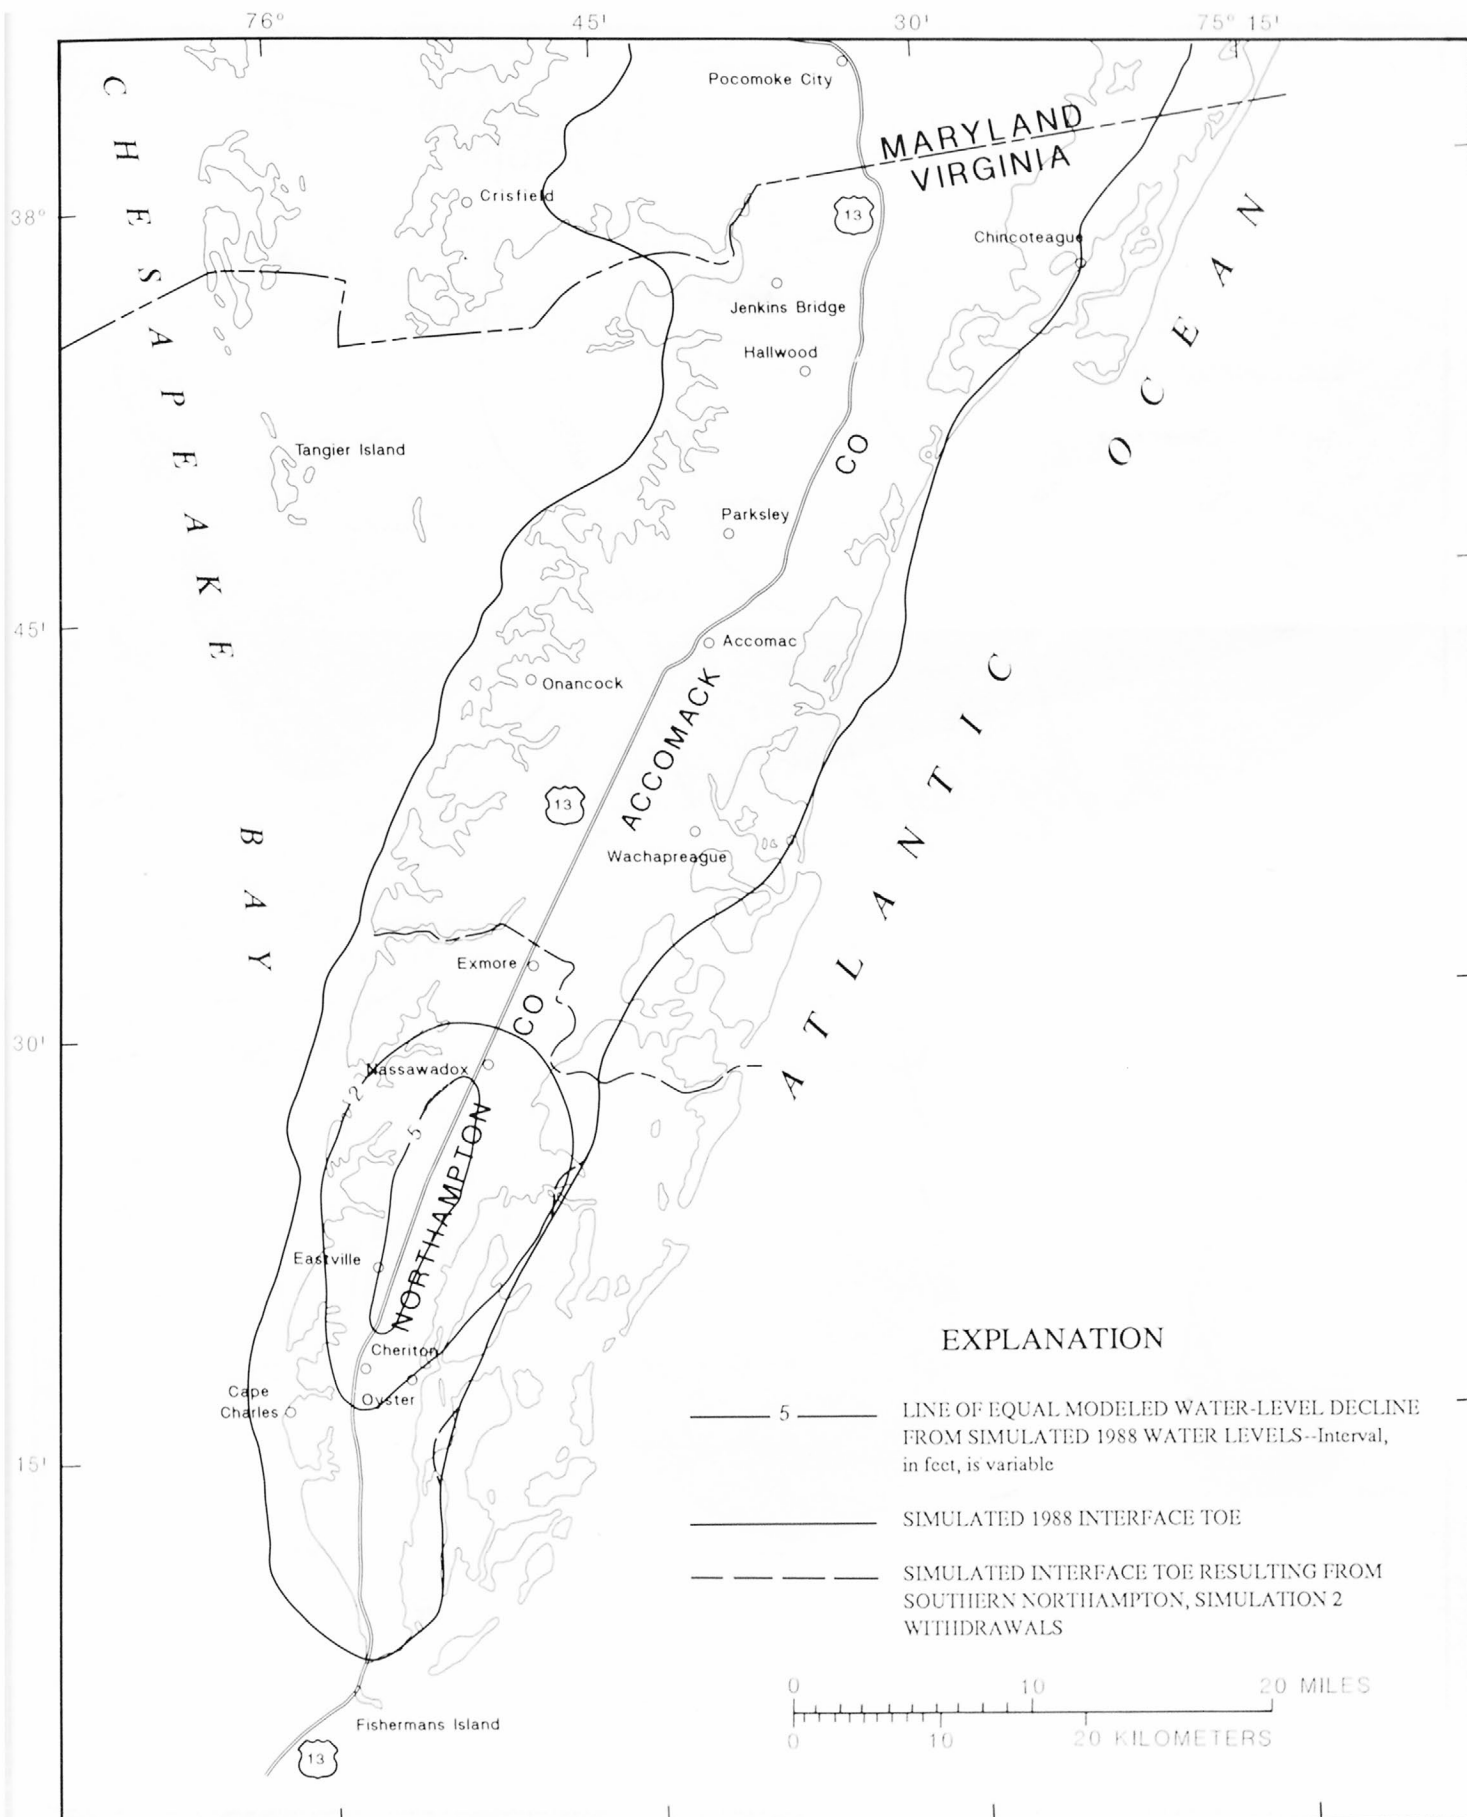 76° 45' 30' 75° 15'
Pocomoke City
MARYLAND
VIRGINIA
CHESAPEAKE BAY
Crisfield
38°
13
Chincoteague
ATLANTIC OCEAN
Jenkins Bridge
Hallwood
Tangier Island
CO
Parksley
45'
Accomac
Onancock
ACCOMACK
13
Wachapreague
Exmore
CO
30'
Nassawadox
2
5
NORTHAMPTON
Eastville
Cheriton
Cape
Charles
Oyster
15'
Fishermans Island
13
EXPLANATION
5 LINE OF EQUAL MODELED WATER-LEVEL DECLINE
FROM SIMULATED 1988 WATER LEVELS--Interval,
in feet, is variable
SIMULATED 1988 INTERFACE TOE
SIMULATED INTERFACE TOE RESULTING FROM
SOUTHERN NORTHAMPTON, SIMULATION 2
WITHDRAWALS
0 10 20 MILES
0 10 20 KILOMETERS